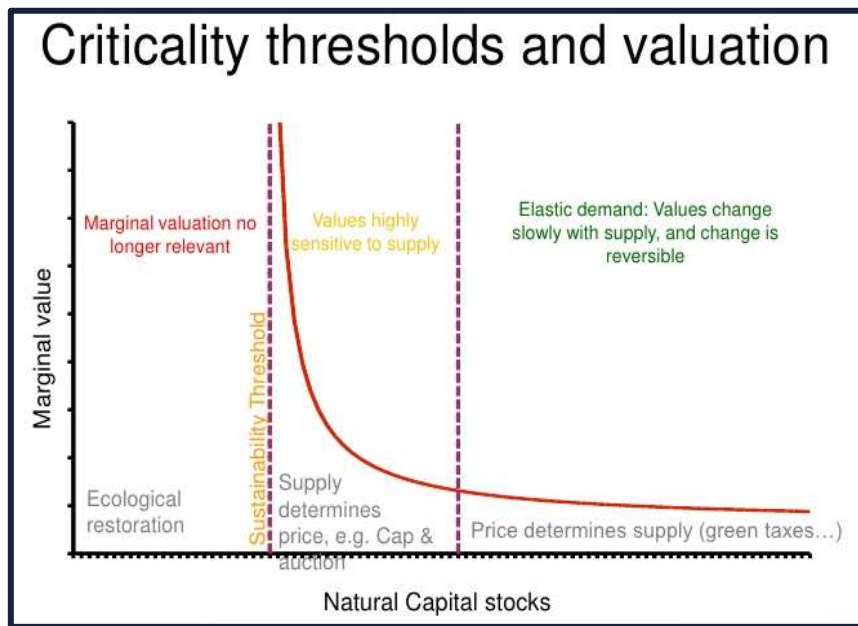 Criticality thresholds and valuation
Marginal valuation no
longer relevant
Values highly
sensitive to supply
Elastic demand: Values change
slowly with supply, and change is
reversible
Marginal value
Sustainability Threshold
Ecological
restoration
Supply
determines
price, e.g. Cap &
auction
Price determines supply (green taxes…)
Natural Capital stocks